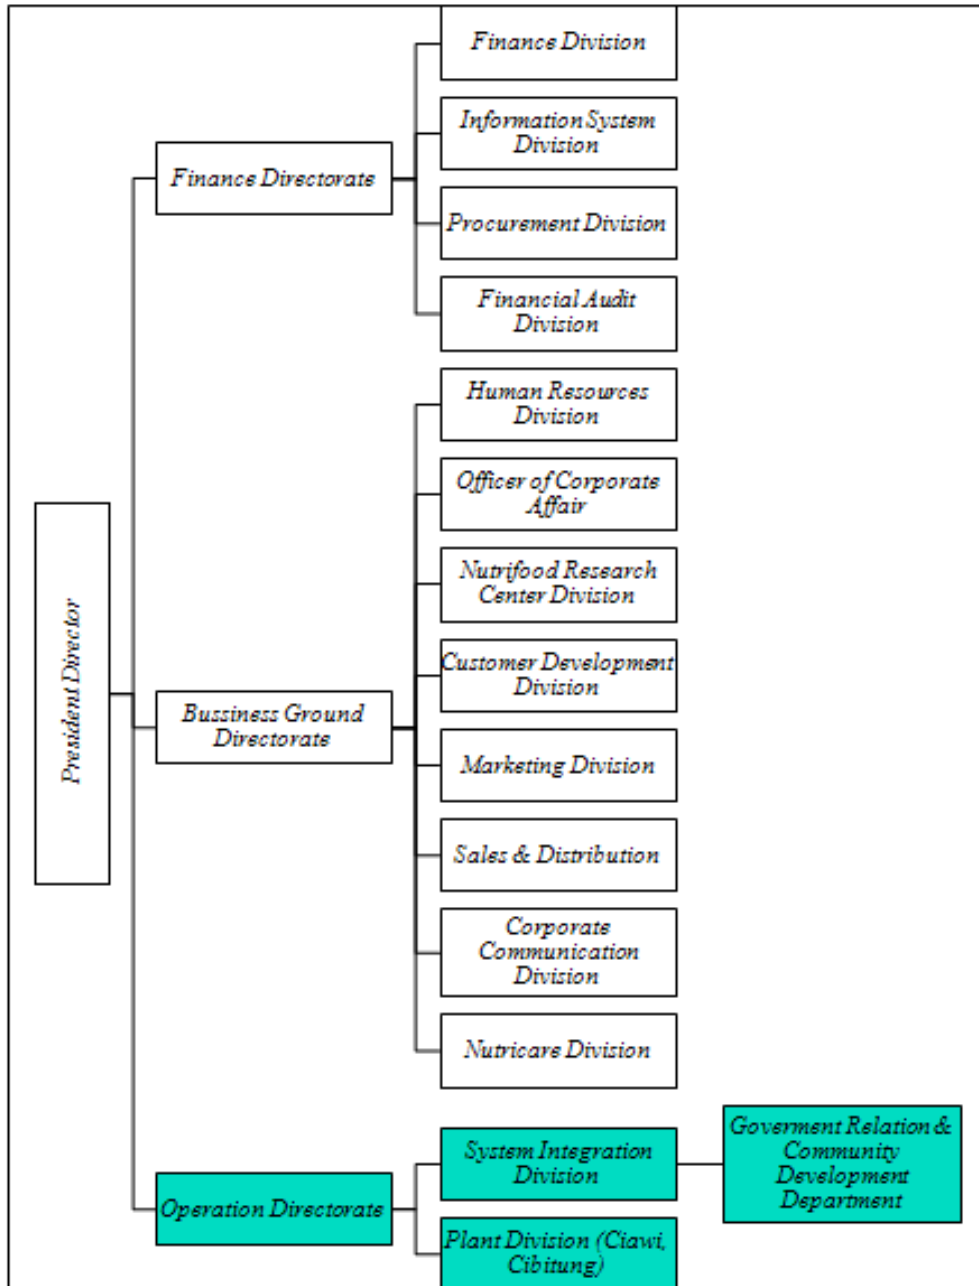 Finance Division
Information System
Division
Finance Directorate
Procurement Division
Financial Audit
Division
Human Resources
Division
Officer of Corporate
Affair
Nutrifood Research
Center Division
President Director
Bussiness Ground
Directorate
Customer Development
Division
Marketing Division
Sales & Distribution
Corporate
Communication
Division
Nutricare Division
Operation Directorate
System Integration
Division
Goverment Relation &
Community
Development
Department
Plant Division (Ciawi,
Cibitung)